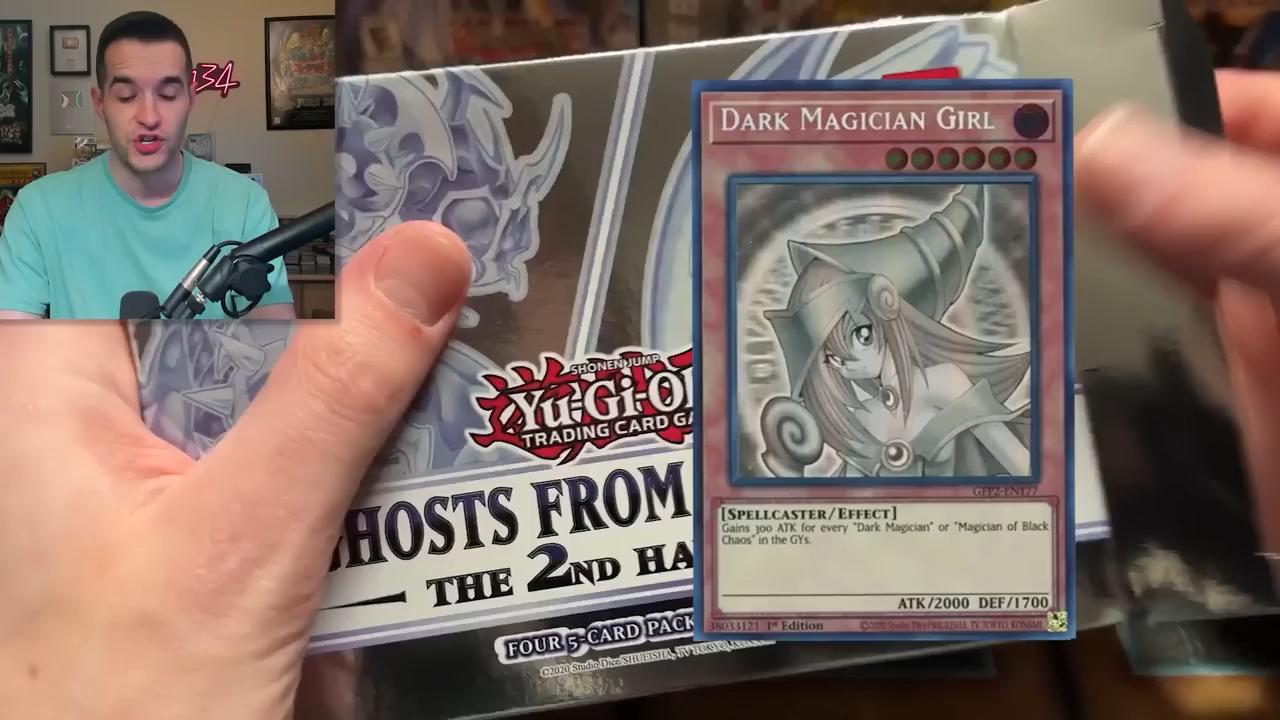 34
DARK MAGICIAN GIRL
GFP2-EN177
[SPELLCASTER/EFFECT]
Gains 300 ATK for every "Dark Magician" or "Magician of Black
Chaos" in the GYs.
ATK/2000 DEF/1700
38033121 1st Edition ©2020 Studio Dice/SHUEISHA, TV TOKYO, KONAMI
SHONEN JUMP
Yu-Gi-O
TRADING CARD GA
HOSTS FROM
THE 2ND HA
FOUR 5-CARD PACK
©2020 Studio Dice/SHUEISHA, TV TOKYO,